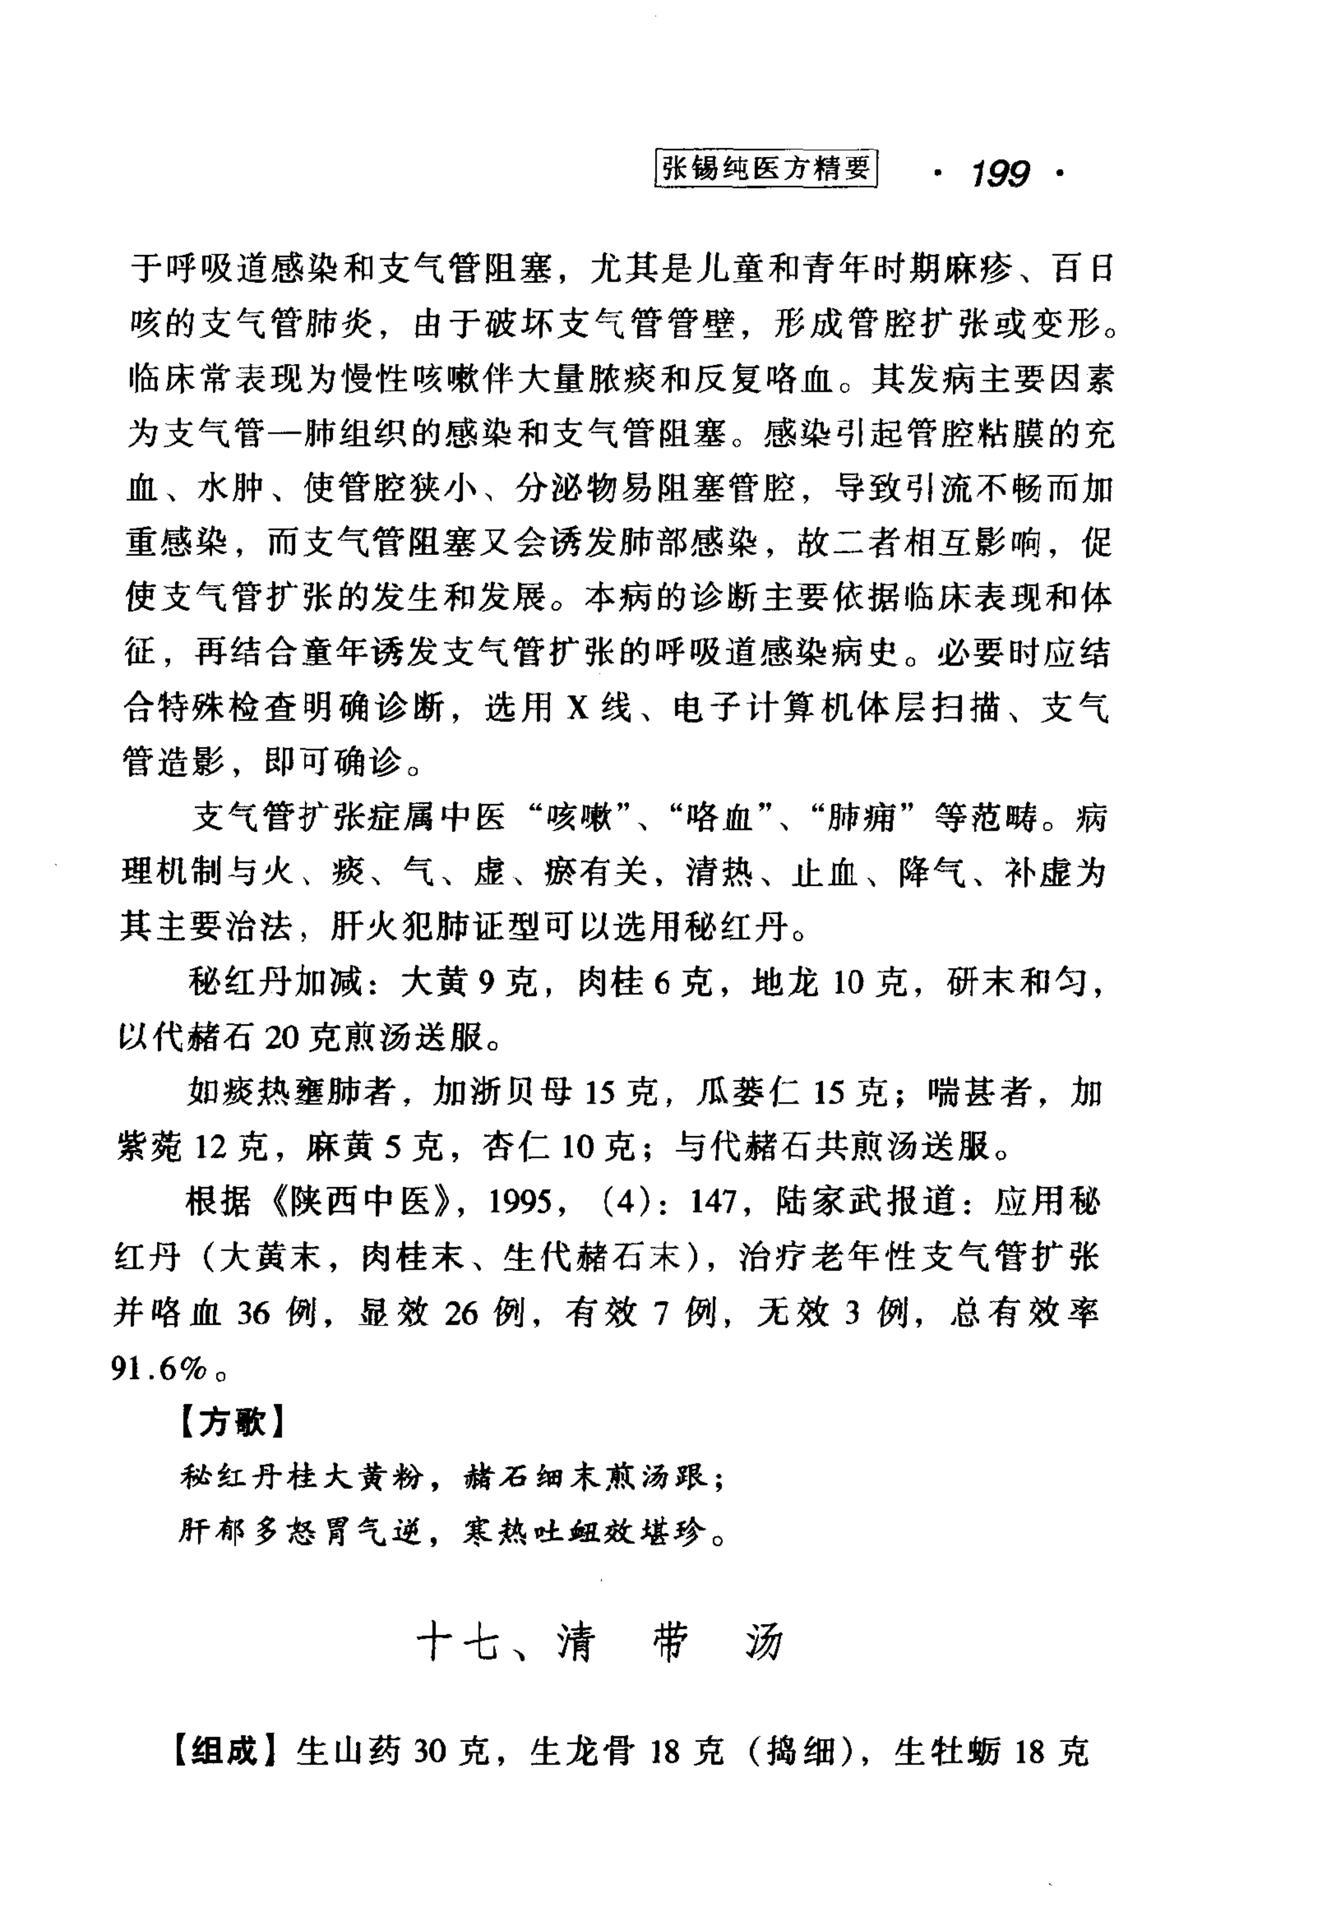 张锡纯医方精要 · 199 ·
于呼吸道感染和支气管阻塞，尤其是儿童和青年时期麻疹、百日
咳的支气管肺炎，由于破坏支气管管壁，形成管腔扩张或变形。
临床常表现为慢性咳嗽伴大量脓痰和反复咯血。其发病主要因素
为支气管—肺组织的感染和支气管阻塞。感染引起管腔粘膜的充
血、水肿、使管腔狭小、分泌物易阻塞管腔，导致引流不畅而加
重感染，而支气管阻塞又会诱发肺部感染，故二者相互影响，促
使支气管扩张的发生和发展。本病的诊断主要依据临床表现和体
征，再结合童年诱发支气管扩张的呼吸道感染病史。必要时应结
合特殊检查明确诊断，选用 X 线、电子计算机体层扫描、支气
管造影，即可确诊。
支气管扩张症属中医“咳嗽”、“咯血”、“肺痈”等范畴。病
理机制与火、痰、气、虚、瘀有关，清热、止血、降气、补虚为
其主要治法，肝火犯肺证型可以选用秘红丹。
秘红丹加减：大黄 9 克，肉桂 6 克，地龙 10 克，研末和匀，
以代赭石 20 克煎汤送服。
如痰热壅肺者，加浙贝母 15 克，瓜蒌仁 15 克；喘甚者，加
紫菀 12 克，麻黄 5 克，杏仁 10 克；与代赭石共煎汤送服。
根据《陕西中医》，1995，（4）：147，陆家武报道：应用秘
红丹（大黄末，肉桂末、生代赭石末），治疗老年性支气管扩张
并咯血 36 例，显效 26 例，有效 7 例，无效 3 例，总有效率
91.6%。
【方歌】
秘红丹桂大黄粉，赭石细末煎汤跟；
肝郁多怒胃气逆，寒热吐衄效堪珍。
十七、清 带 汤
【组成】生山药 30 克，生龙骨 18 克（捣细），生牡蛎 18 克